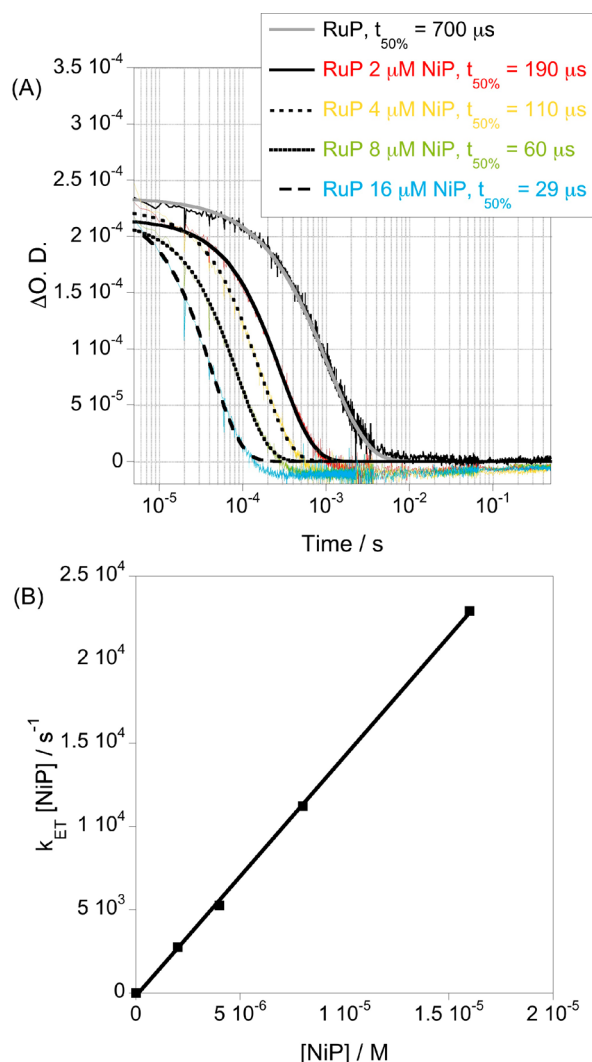 RuP, t50% = 700 μs
RuP 2 μM NiP, t50% = 190 μs
RuP 4 μM NiP, t50% = 110 μs
RuP 8 μM NiP, t50% = 60 μs
RuP 16 μM NiP, t50% = 29 μs
(A)
3.5 10-4
3 10-4
2.5 10-4
2 10-4
1.5 10-4
1 10-4
5 10-5
0
ΔO. D.
10-5 10-4 10-3 10-2 10-1
Time / s
(B)
2.5 104
2 104
1.5 104
1 104
5 103
0
kET [NiP] / s-1
0 5 10-6 1 10-5 1.5 10-5 2 10-5
[NiP] / M